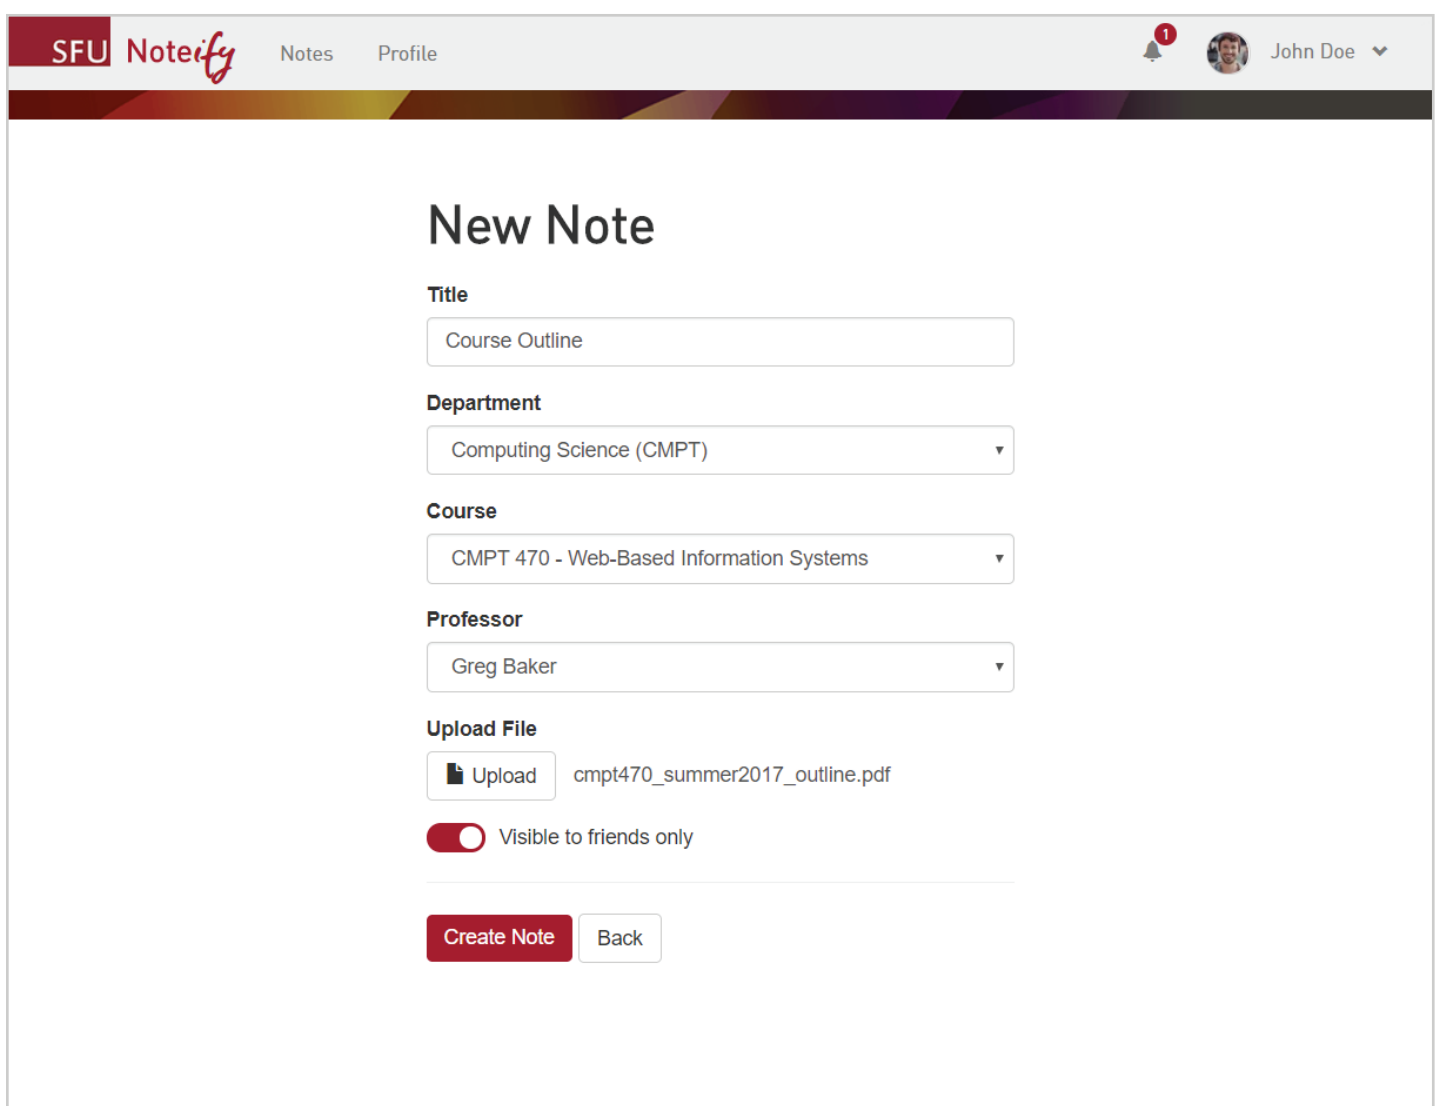 SFU Noteify Notes Profile 1 John Doe
New Note
Title
Course Outline
Department
Computing Science (CMPT)
Course
CMPT 470 - Web-Based Information Systems
Professor
Greg Baker
Upload File
Upload cmpt470_summer2017_outline.pdf
Visible to friends only
Create Note Back